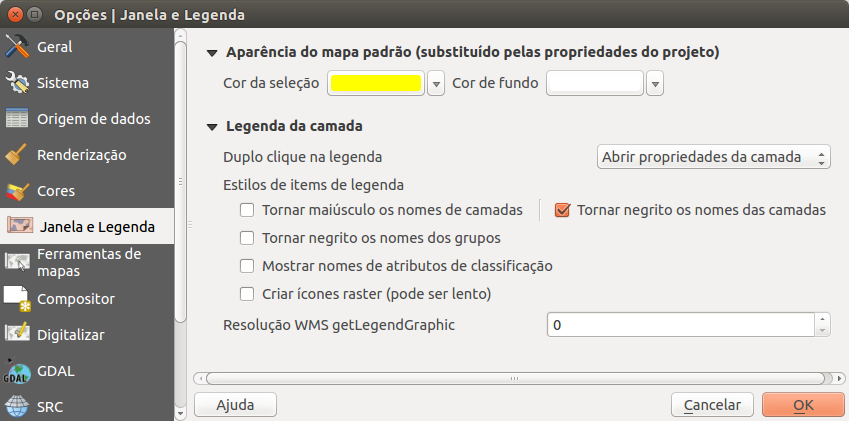 Opções | Janela e Legenda
Geral
Sistema
Origem de dados
Renderização
Cores
Janela e Legenda
Ferramentas de
mapas
Compositor
Digitalizar
GDAL
GDAL
SRC
Aparência do mapa padrão (substituído pelas propriedades do projeto)
Cor da seleção Cor de fundo
Legenda da camada
Duplo clique na legenda Abrir propriedades da camada
Estilos de items de legenda
Tornar maiúsculo os nomes de camadas Tornar negrito os nomes das camadas
Tornar negrito os nomes dos grupos
Mostrar nomes de atributos de classificação
Criar ícones raster (pode ser lento)
Resolução WMS getLegendGraphic 0
Ajuda Cancelar OK